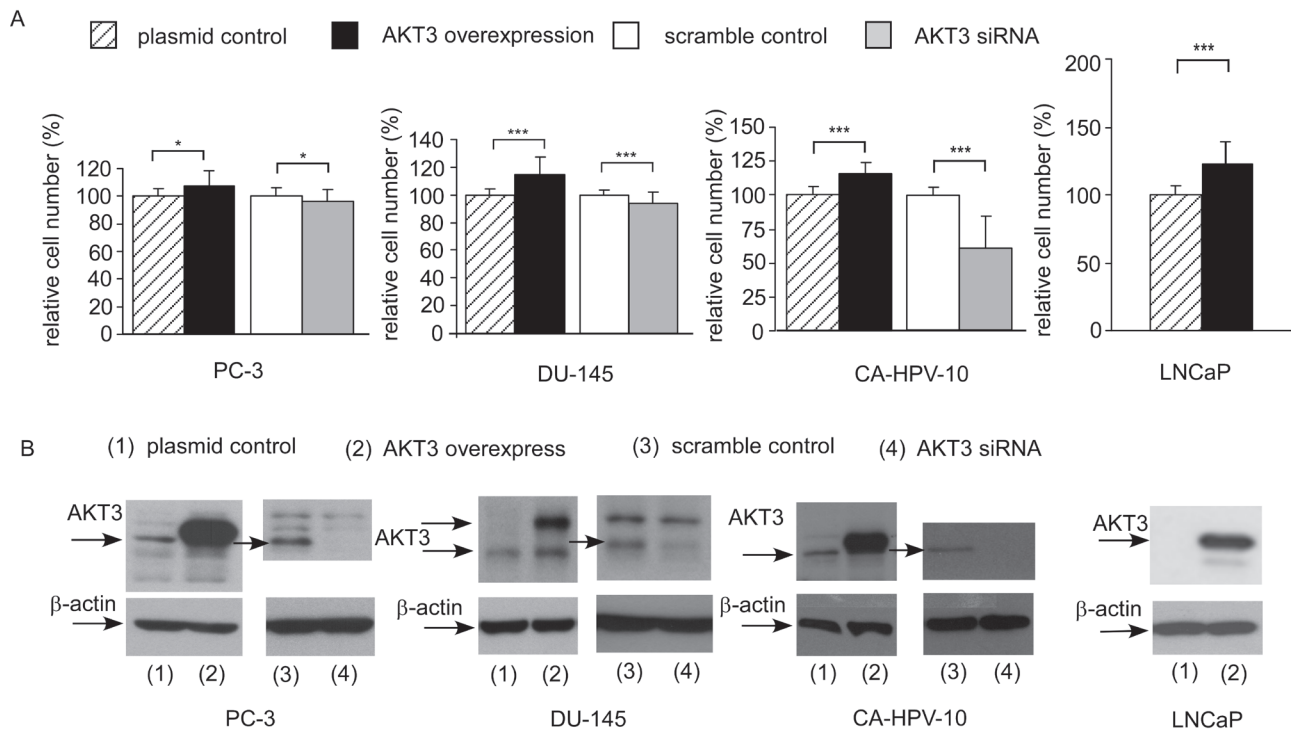 A
plasmid control AKT3 overexpression scramble control AKT3 siRNA
relative cell number (%)
120
100
80
60
40
20
0
* *
PC-3
relative cell number (%)
140
120
100
80
60
40
20
0
*** ***
DU-145
relative cell number (%)
150
125
100
75
50
25
0
*** ***
CA-HPV-10
relative cell number (%)
200
150
100
50
0
***
LNCaP
B (1) plasmid control (2) AKT3 overexpress (3) scramble control (4) AKT3 siRNA
AKT3
β-actin
(1) (2) (3) (4)
PC-3
AKT3
β-actin
(1) (2) (3) (4)
DU-145
AKT3
β-actin
(1) (2) (3) (4)
CA-HPV-10
AKT3
β-actin
(1) (2)
LNCaP